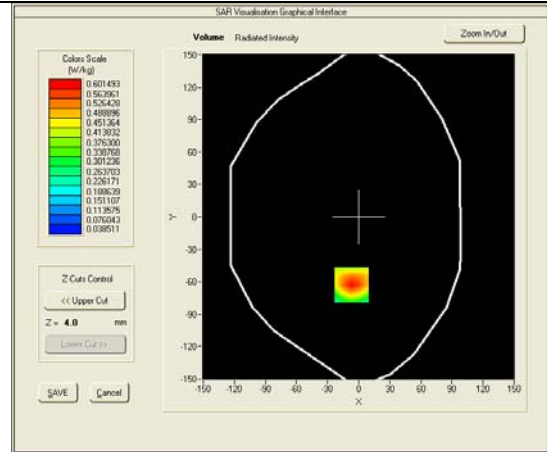 SAR Visualisation Graphical Interface
Volume Radiated Intensity
Zoom In/Out
Colors Scale
(W/kg)
0.601493
0.563961
0.526428
0.488896
0.451364
0.413832
0.376300
0.338768
0.301236
0.263703
0.226171
0.188639
0.151107
0.113575
0.076043
0.038511
Z Cuts Control
<< Upper Cut
Z = 4.0 mm
Lower Cut >>
SAVE
Cancel
150
120
90
60
30
0
-30
-60
-90
-120
-150
Y
-150 -120 -90 -60 -30 0 30 60 90 120 150
X